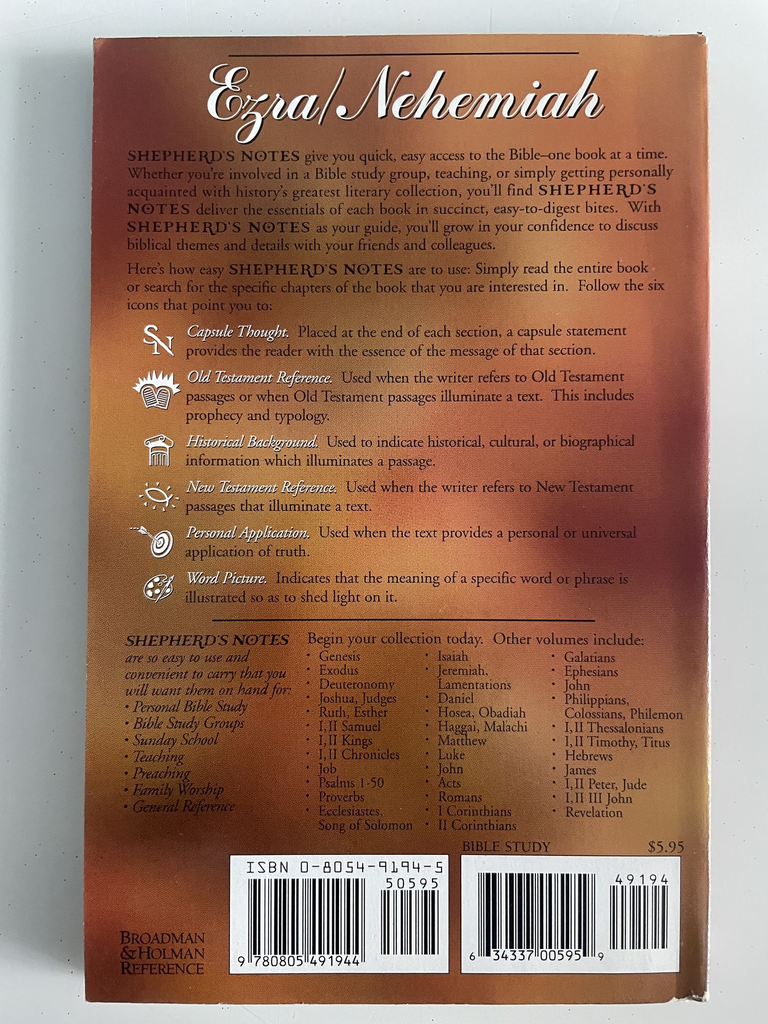 Ezra/Nehemiah
SHEPHERD'S NOTES give you quick, easy access to the Bible–one book at a time.
Whether you're involved in a Bible study group, teaching, or simply getting personally
acquainted with history's greatest literary collection, you'll find SHEPHERD'S
NOTES deliver the essentials of each book in succinct, easy-to-digest bites. With
SHEPHERD'S NOTES as your guide, you'll grow in your confidence to discuss
biblical themes and details with your friends and colleagues.
Here's how easy SHEPHERD'S NOTES are to use: Simply read the entire book
or search for the specific chapters of the book that you are interested in. Follow the six
icons that point you to:
SN
Capsule Thought. Placed at the end of each section, a capsule statement
provides the reader with the essence of the message of that section.
Old Testament Reference. Used when the writer refers to Old Testament
passages or when Old Testament passages illuminate a text. This includes
prophecy and typology.
Historical Background. Used to indicate historical, cultural, or biographical
information which illuminates a passage.
New Testament Reference. Used when the writer refers to New Testament
passages that illuminate a text.
Personal Application. Used when the text provides a personal or universal
application of truth.
Word Picture. Indicates that the meaning of a specific word or phrase is
illustrated so as to shed light on it.
SHEPHERD'S NOTES
are so easy to use and
convenient to carry that you
will want them on hand for:
• Personal Bible Study
• Bible Study Groups
• Sunday School
• Teaching
• Preaching
• Family Worship
• General Reference
Begin your collection today. Other volumes include:
• Genesis
• Exodus
• Deuteronomy
• Joshua, Judges
• Ruth, Esther
• I,II Samuel
• I,II Kings
• I,II Chronicles
• Job
• Psalms 1-50
• Proverbs
• Ecclesiastes,
Song of Solomon
• Isaiah
• Jeremiah,
Lamentations
• Daniel
• Hosea, Obadiah
• Haggai, Malachi
• Matthew
• Luke
• John
• Acts
• Romans
• I Corinthians
• II Corinthians
• Galatians
• Ephesians
• John
• Philippians,
Colossians, Philemon
• I,II Thessalonians
• I,II Timothy, Titus
• Hebrews
• James
• I,II Peter, Jude
• I,II III John
• Revelation
BIBLE STUDY $5.95
ISBN 0-8054-9194-5
50595
9 780805 491944
49194
6 34337 00595 9
BROADMAN
&HOLMAN
REFERENCE